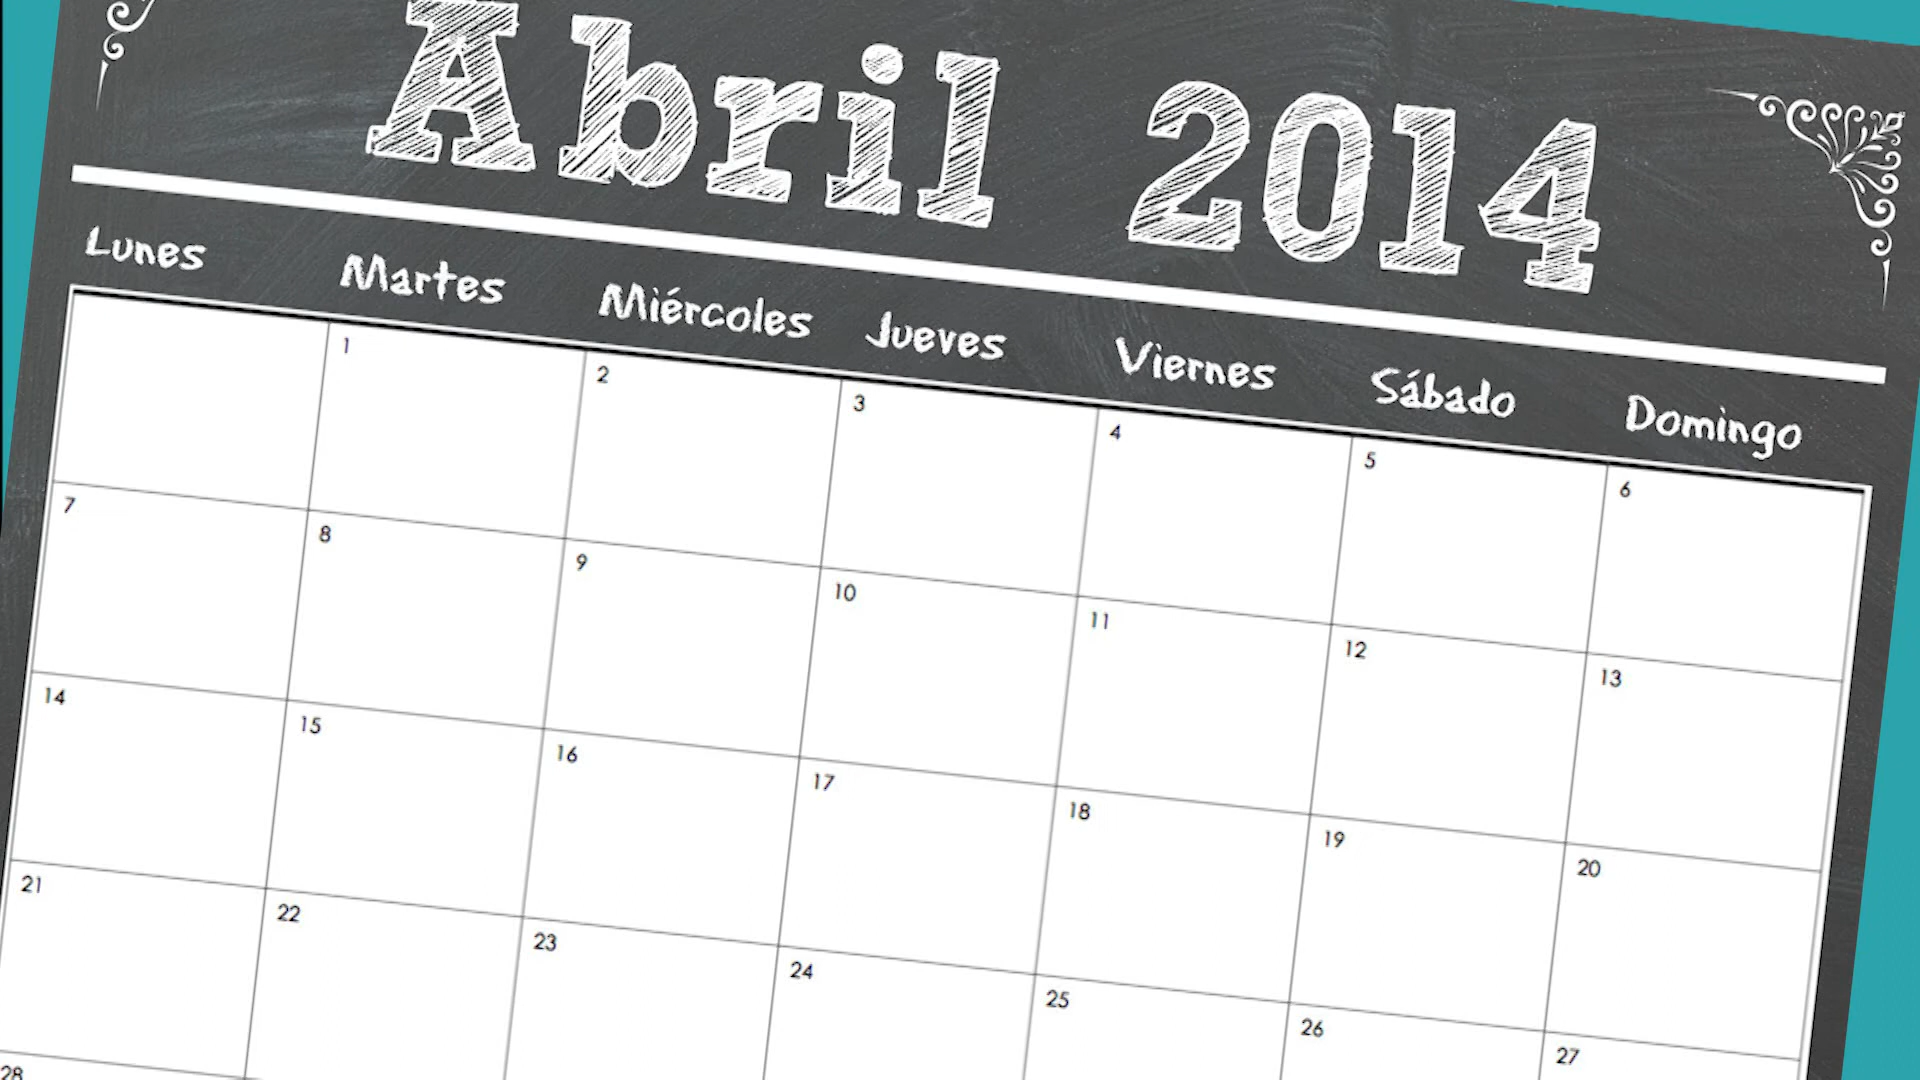 Abril 2014
Lunes Martes Miércoles Jueves Viernes Sábado Domingo
1 2 3 4 5 6
7 8 9 10 11 12 13
14 15 16 17 18 19 20
21 22 23 24 25 26 27
28